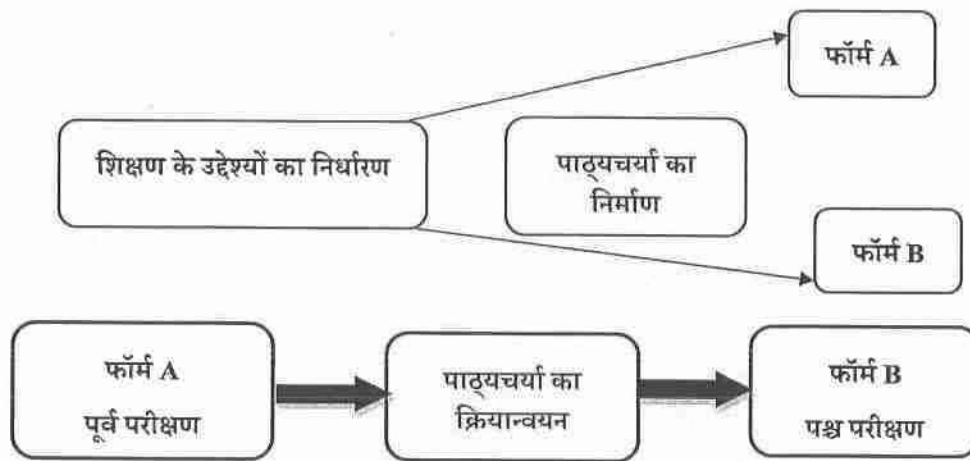 फॉर्म A
शिक्षण के उद्देश्यों का निर्धारण
पाठ्यचर्या का
निर्माण
फॉर्म B
फॉर्म A
पूर्व परीक्षण
पाठ्यचर्या का
क्रियान्वयन
फॉर्म B
पश्च परीक्षण